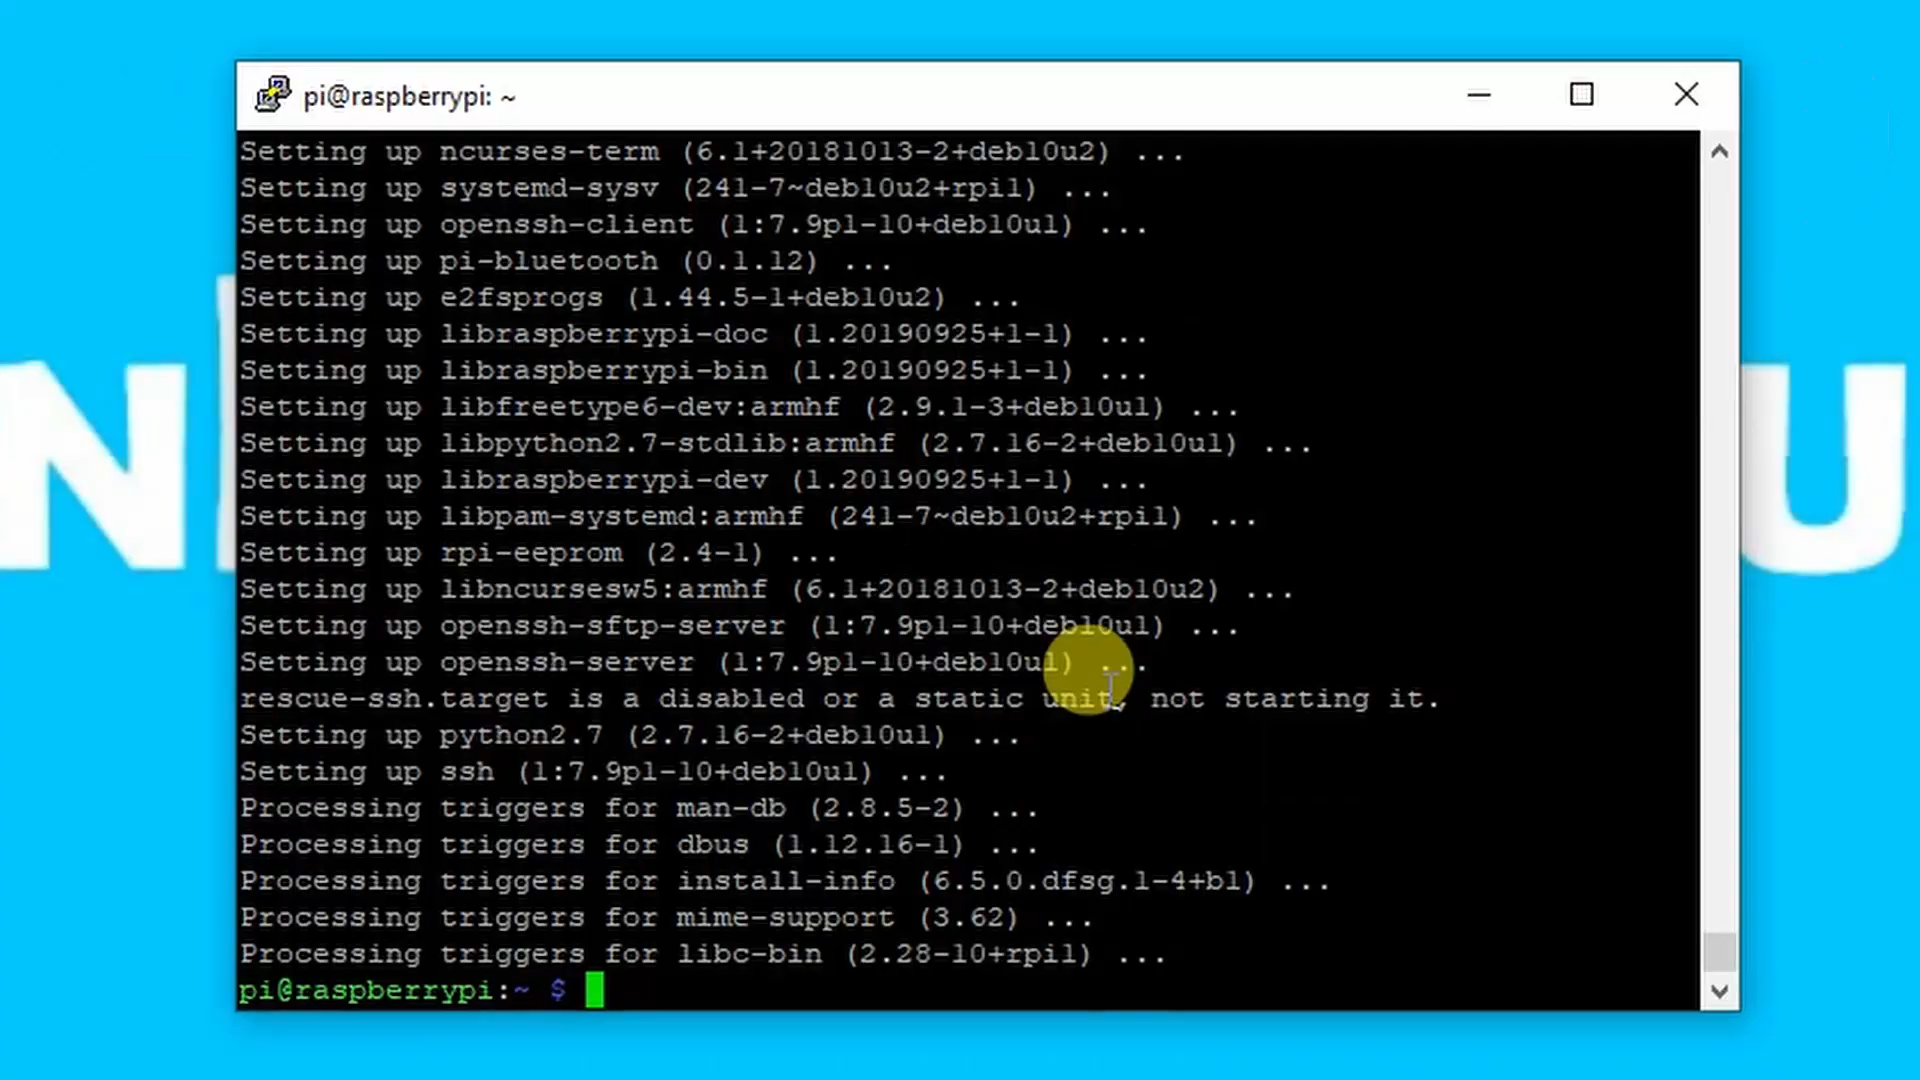 pi@raspberrypi: ~
Setting up ncurses-term (6.1+20181013-2+deb10u2) ...
Setting up systemd-sysv (241-7~deb10u2+rpi1) ...
Setting up openssh-client (1:7.9p1-10+deb10u1) ...
Setting up pi-bluetooth (0.1.12) ...
Setting up e2fsprogs (1.44.5-1+deb10u2) ...
Setting up libraspberrypi-doc (1.20190925+1-1) ...
Setting up libraspberrypi-bin (1.20190925+1-1) ...
Setting up libfreetype6-dev:armhf (2.9.1-3+deb10u1) ...
Setting up libpython2.7-stdlib:armhf (2.7.16-2+deb10u1) ...
Setting up libraspberrypi-dev (1.20190925+1-1) ...
Setting up libpam-systemd:armhf (241-7~deb10u2+rpi1) ...
Setting up rpi-eeprom (2.4-1) ...
Setting up libncursesw5:armhf (6.1+20181013-2+deb10u2) ...
Setting up openssh-sftp-server (1:7.9p1-10+deb10u1) ...
Setting up openssh-server (1:7.9p1-10+deb10u1) ...
rescue-ssh.target is a disabled or a static unit, not starting it.
Setting up python2.7 (2.7.16-2+deb10u1) ...
Setting up ssh (1:7.9p1-10+deb10u1) ...
Processing triggers for man-db (2.8.5-2) ...
Processing triggers for dbus (1.12.16-1) ...
Processing triggers for install-info (6.5.0.dfsg.1-4+b1) ...
Processing triggers for mime-support (3.62) ...
Processing triggers for libc-bin (2.28-10+rpi1) ...
pi@raspberrypi:~ $